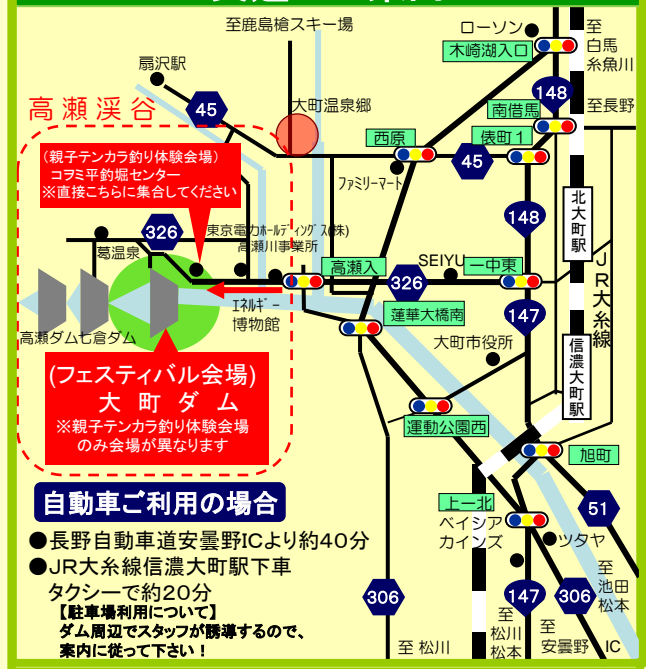 至鹿島槍スキー場
ローソン
至
白馬
糸魚川
木崎湖入口
扇沢駅
148
高瀬渓谷
45
大町温泉郷
南借馬
至長野
西原
俵町1
45
(親子テンカラ釣り体験会場)
コヲミ平釣堀センター
※直接こちらに集合してください
ファミリーマート
北大町駅
148
326
東京電力ホールディングス(株)
高瀬川事業所
葛温泉
高瀬入
SEIYU
一中東
326
JR大糸線
エネルギー
博物館
蓮華大橋南
147
高瀬ダム
七倉ダム
大町市役所
信濃大町駅
(フェスティバル会場)
大町ダム
※親子テンカラ釣り体験会場
のみ会場が異なります
運動公園西
旭町
自動車ご利用の場合
上一北
ベイシア
カインズ
51
ツタヤ
●長野自動車道安曇野ICより約40分
●JR大糸線信濃大町駅下車
タクシーで約20分
【駐車場利用について】
ダム周辺でスタッフが誘導するので、
案内に従って下さい!
306
147
306
至
池田
松本
至 松川
至
松川
松本
至
安曇野 IC